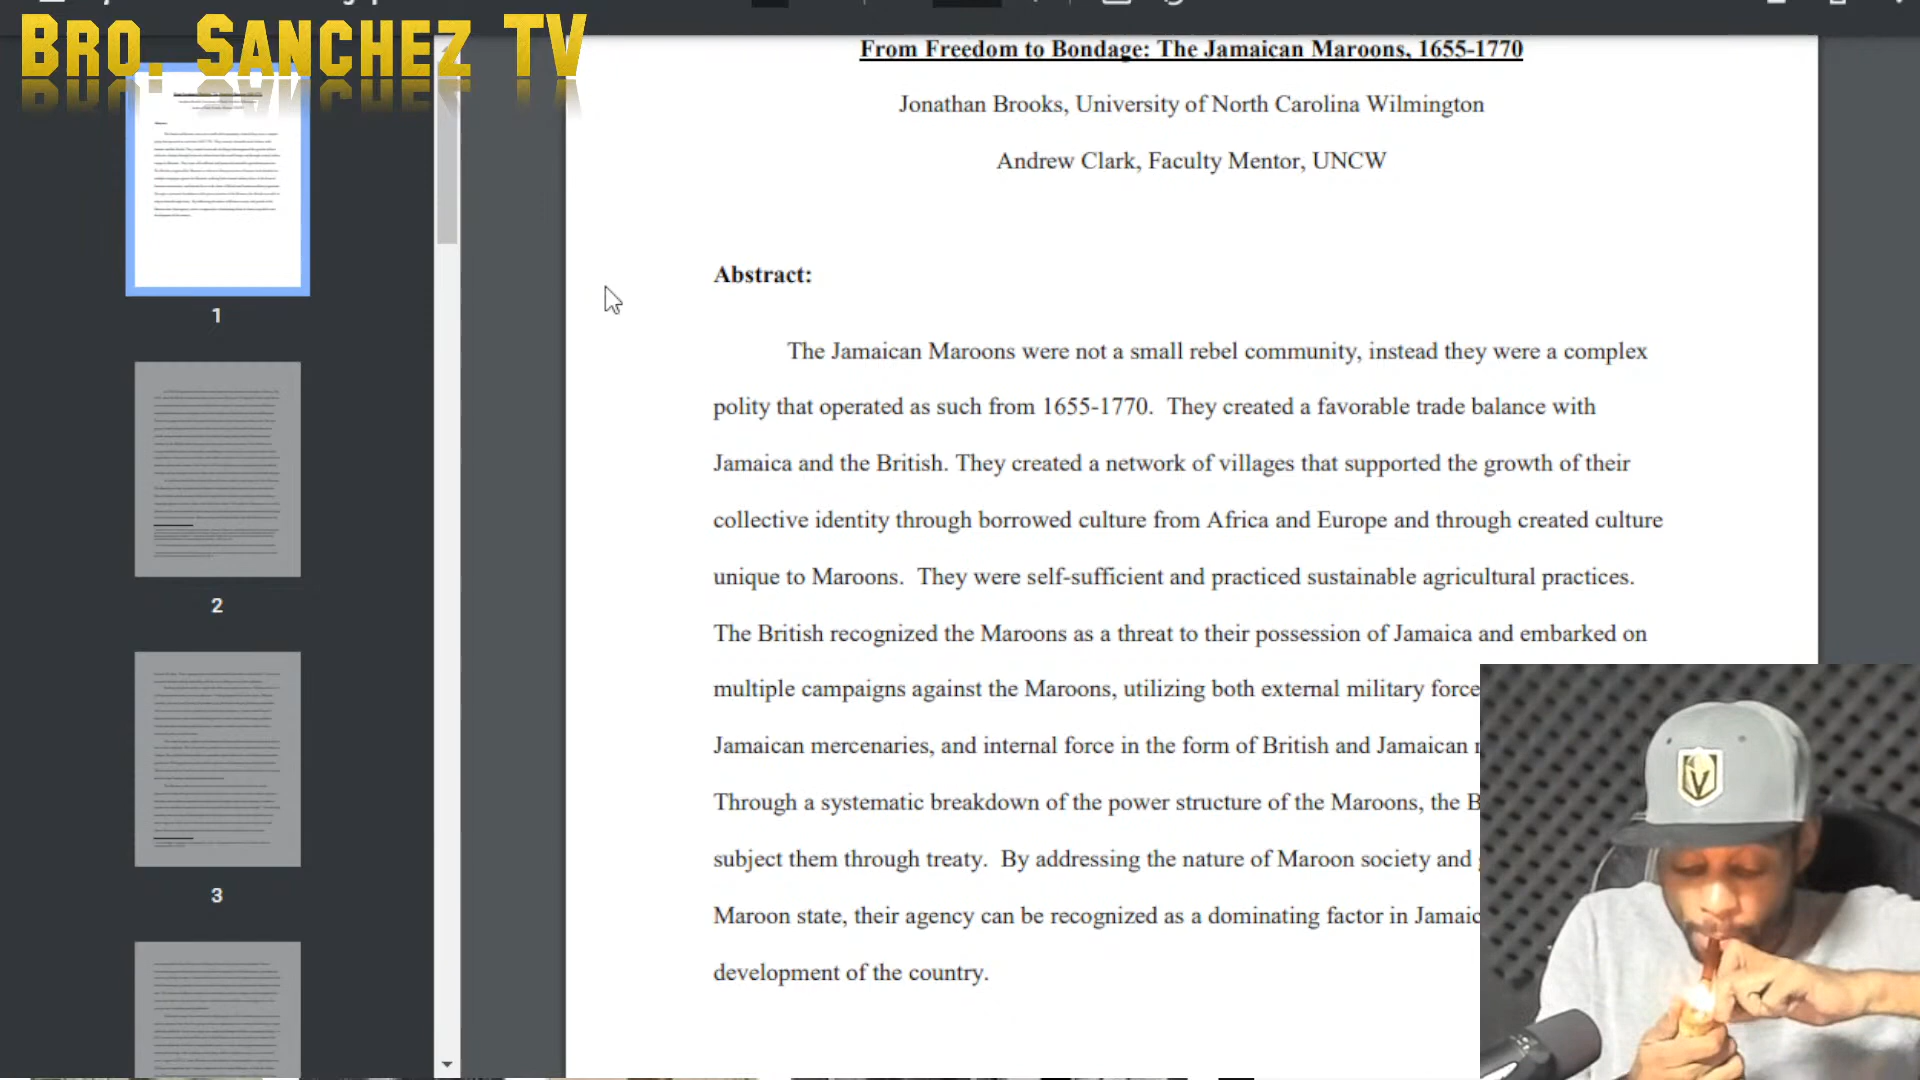 BRO. SANCHEZ TV
From Freedom to Bondage: The Jamaican Maroons, 1655-1770
Jonathan Brooks, University of North Carolina Wilmington
Andrew Clark, Faculty Mentor, UNCW
Abstract:
The Jamaican Maroons were not a small rebel community, instead they were a complex
polity that operated as such from 1655-1770. They created a favorable trade balance with
Jamaica and the British. They created a network of villages that supported the growth of their
collective identity through borrowed culture from Africa and Europe and through created culture
unique to Maroons. They were self-sufficient and practiced sustainable agricultural practices.
The British recognized the Maroons as a threat to their possession of Jamaica and embarked on
multiple campaigns against the Maroons, utilizing both external military force
Jamaican mercenaries, and internal force in the form of British and Jamaican
Through a systematic breakdown of the power structure of the Maroons, the B
subject them through treaty. By addressing the nature of Maroon society and
Maroon state, their agency can be recognized as a dominating factor in Jamaic
development of the country.
1
2
3